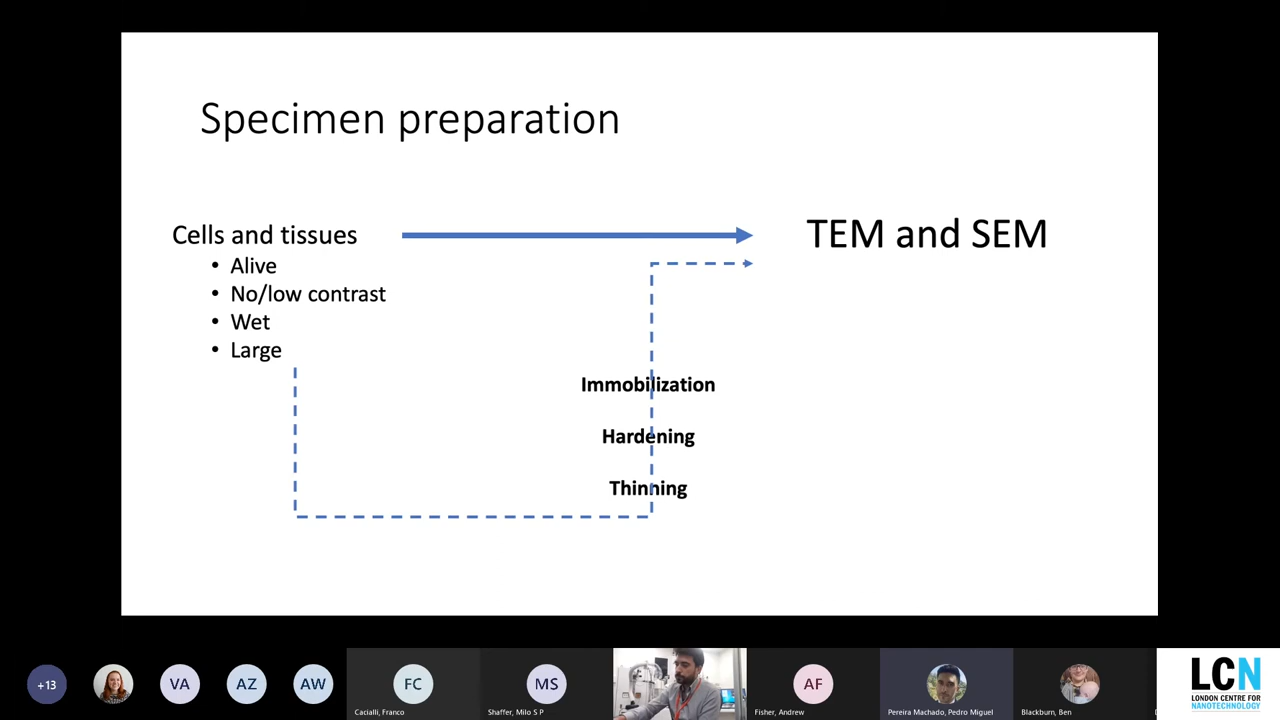 Specimen preparation
Cells and tissues
TEM and SEM
• Alive
• No/low contrast
• Wet
• Large
Immobilization
Hardening
Thinning
+13
VA
AZ
AW
FC
Cacialli, Franco
MS
Shaffer, Milo S P
AF
Fisher, Andrew
Pereira Machado, Pedro Miguel
Blackburn, Ben
LCN
LONDON CENTRE FOR
NANOTECHNOLOGY